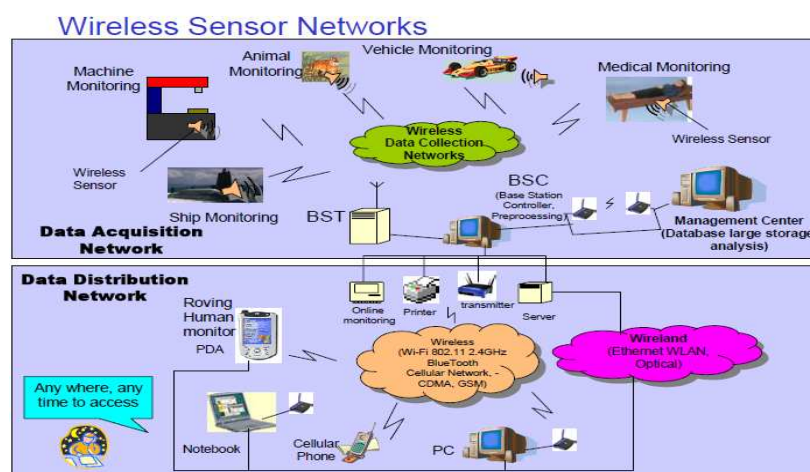 Wireless Sensor Networks
Machine
Monitoring
Animal
Monitoring
Vehicle Monitoring
Medical Monitoring
Wireless
Data Collection
Networks
Wireless Sensor
Wireless
Sensor
Ship Monitoring
BST
BSC
(Base Station
Controller,
Preprocessing)
Management Center
(Database large storage
analysis)
Data Acquisition
Network
Data Distribution
Network
Roving
Human
monitor
PDA
Online
monitoring
Printer
transmitter
Server
Wireless
(Wi-Fi 802.11 2.4GHz
BlueTooth
Cellular Network, -
CDMA, GSM)
Wireland
(Ethernet WLAN,
Optical)
Any where, any
time to access
Notebook
Cellular
Phone
PC